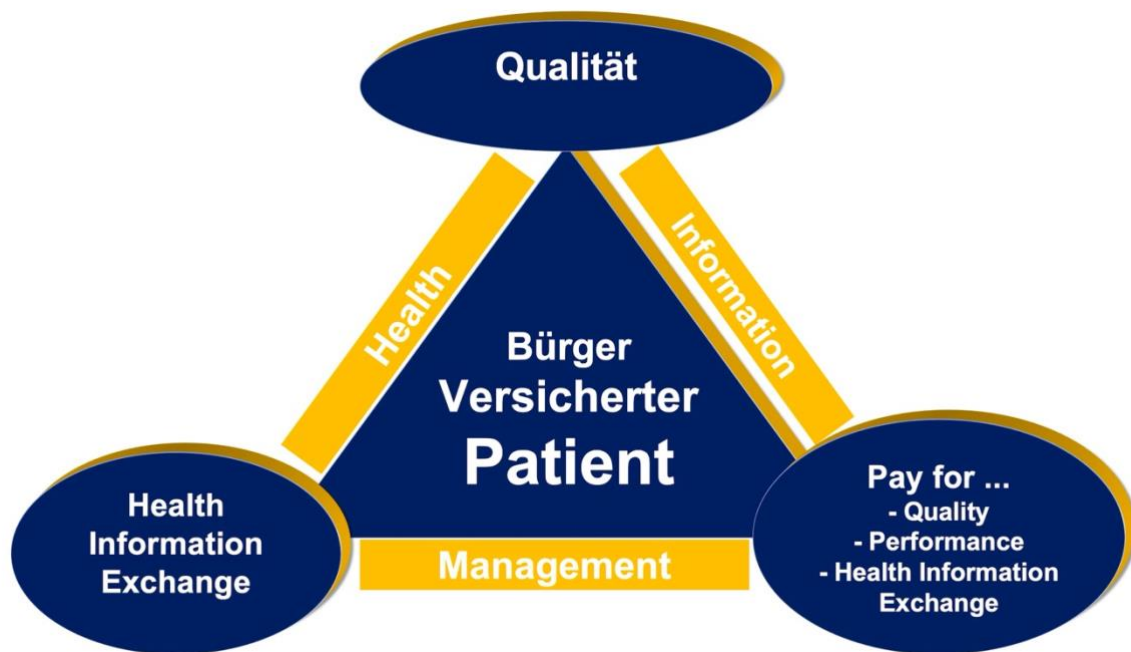 Qualität
Health
Information
Bürger
Versicherter
Patient
Health
Information
Exchange
Pay for ...
- Quality
- Performance
- Health Information
Exchange
Management